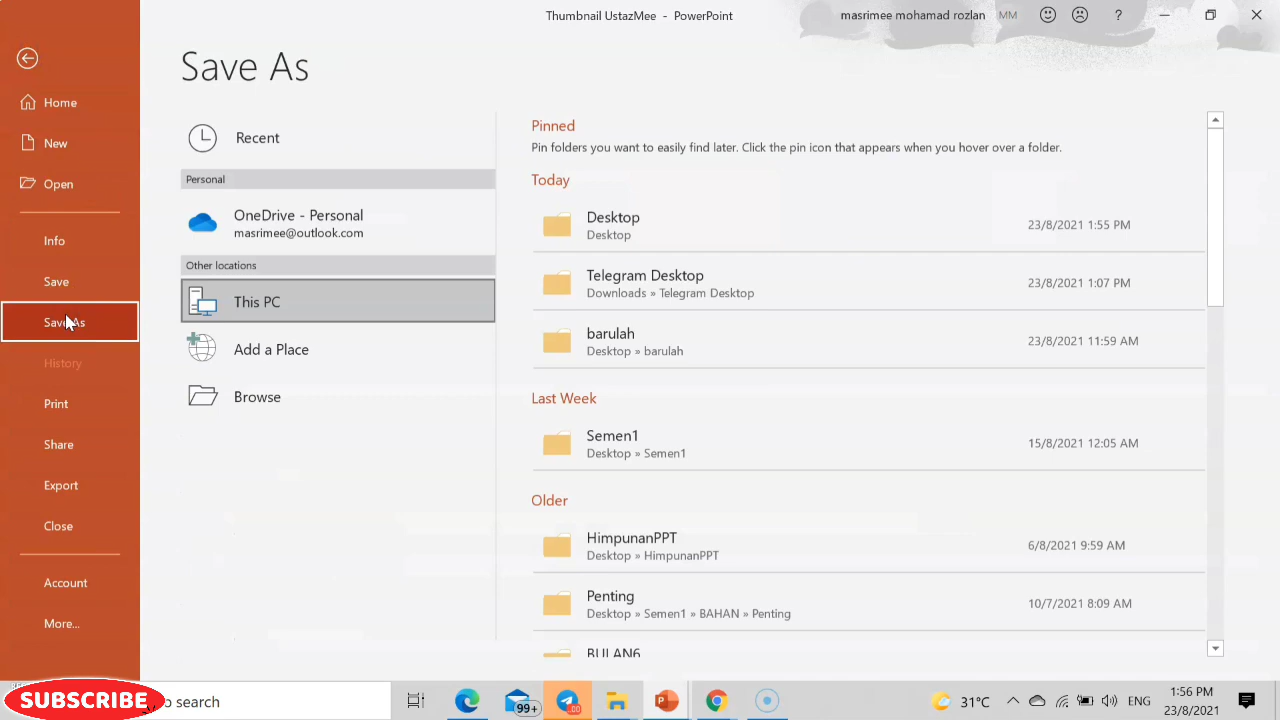 Thumbnail UstazMee - PowerPoint
masrimee mohamad rozlan
MM
?
Save As
Home
New
Open
Info
Save
Save As
History
Print
Share
Export
Close
Account
More...
Recent
Personal
OneDrive - Personal
masrimee@outlook.com
Other locations
This PC
Add a Place
Browse
Pinned
Pin folders you want to easily find later. Click the pin icon that appears when you hover over a folder.
Today
Desktop
Desktop
23/8/2021 1:55 PM
Telegram Desktop
Downloads » Telegram Desktop
23/8/2021 1:07 PM
barulah
Desktop » barulah
23/8/2021 11:59 AM
Last Week
Semen1
Desktop » Semen1
15/8/2021 12:05 AM
Older
HimpunanPPT
Desktop » HimpunanPPT
6/8/2021 9:59 AM
Penting
Desktop » Semen1 » BAHAN » Penting
10/7/2021 8:09 AM
BULAN6
SUBSCRIBE
o search
99+
31°C
1:56 PM
23/8/2021